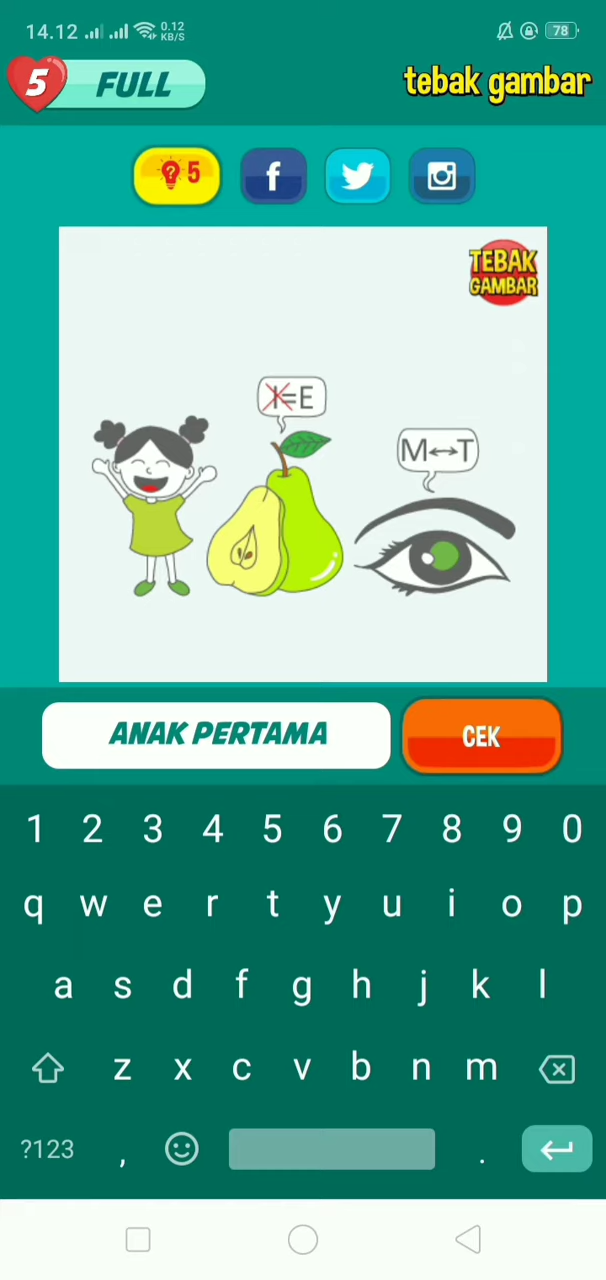 14.12 0.12 KB/S 78
5 FULL tebak gambar
? 5 f
TEBAK
GAMBAR
I=E
M↔T
ANAK PERTAMA CEK
1 2 3 4 5 6 7 8 9 0
q w e r t y u i o p
a s d f g h j k l
z x c v b n m
?123 , .